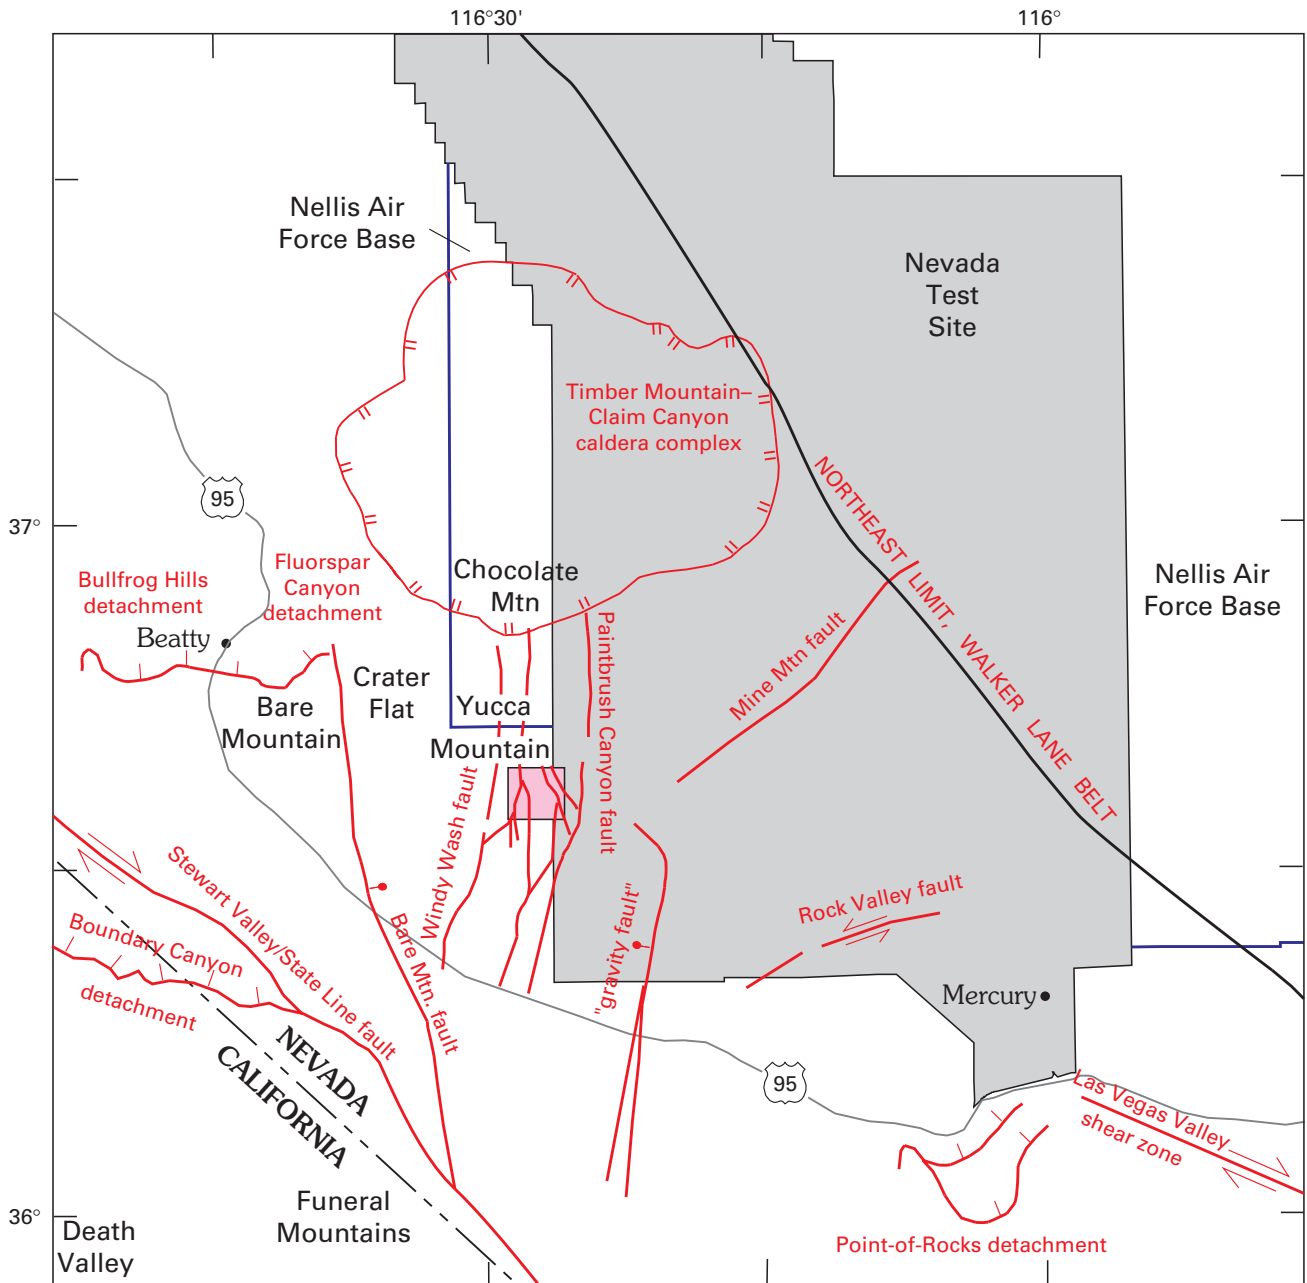 116°30'
116°
Nellis Air
Force Base
Nevada
Test
Site
Timber Mountain–
Claim Canyon
caldera complex
95
NORTHEAST LIMIT, WALKER LANE BELT
37°
Fluorspar
Canyon
detachment
Bullfrog Hills
detachment
Beatty
Chocolate
Mtn
Nellis Air
Force Base
Paintbrush Canyon fault
Mine Mtn fault
Crater
Flat
Bare
Mountain
Yucca
Mountain
Windy Wash fault
Stewart Valley/State Line fault
Boundary Canyon
detachment
Bare Mtn. fault
"gravity fault"
Rock Valley fault
Mercury
NEVADA
CALIFORNIA
95
Las Vegas Valley
shear zone
Funeral
Mountains
36°
Death
Valley
Point-of-Rocks detachment